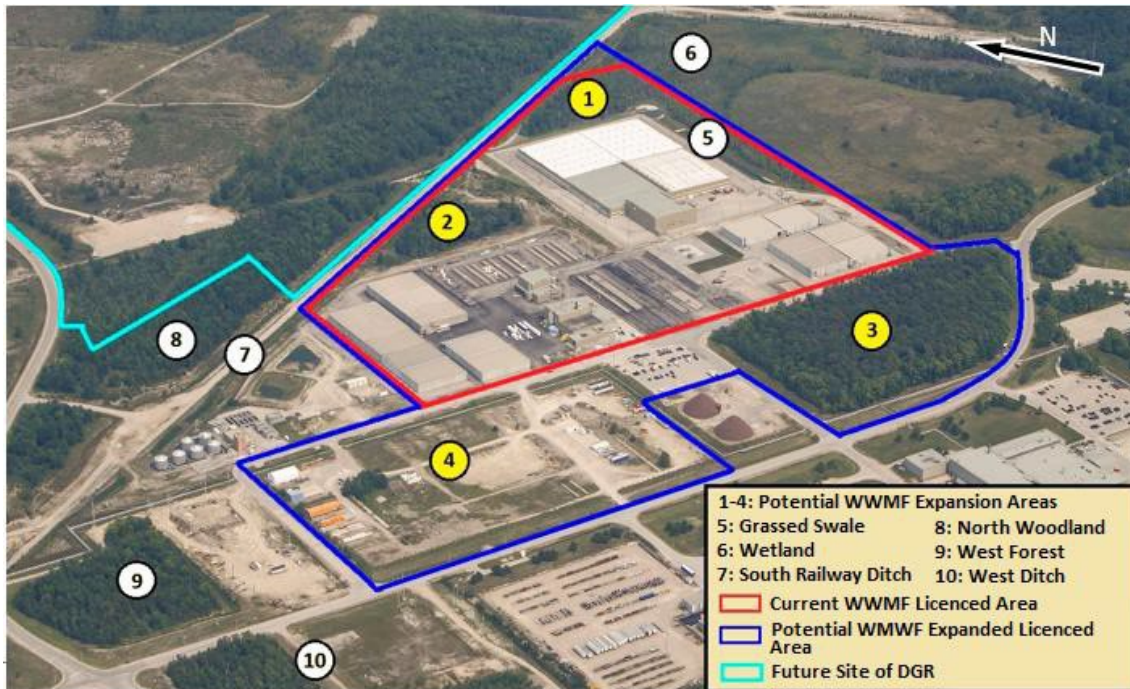 N
6
1
5
2
3
8
7
4
9
10
1-4: Potential WWMF Expansion Areas
5: Grassed Swale 8: North Woodland
6: Wetland 9: West Forest
7: South Railway Ditch 10: West Ditch
Current WWMF Licenced Area
Potential WMWF Expanded Licenced
Area
Future Site of DGR